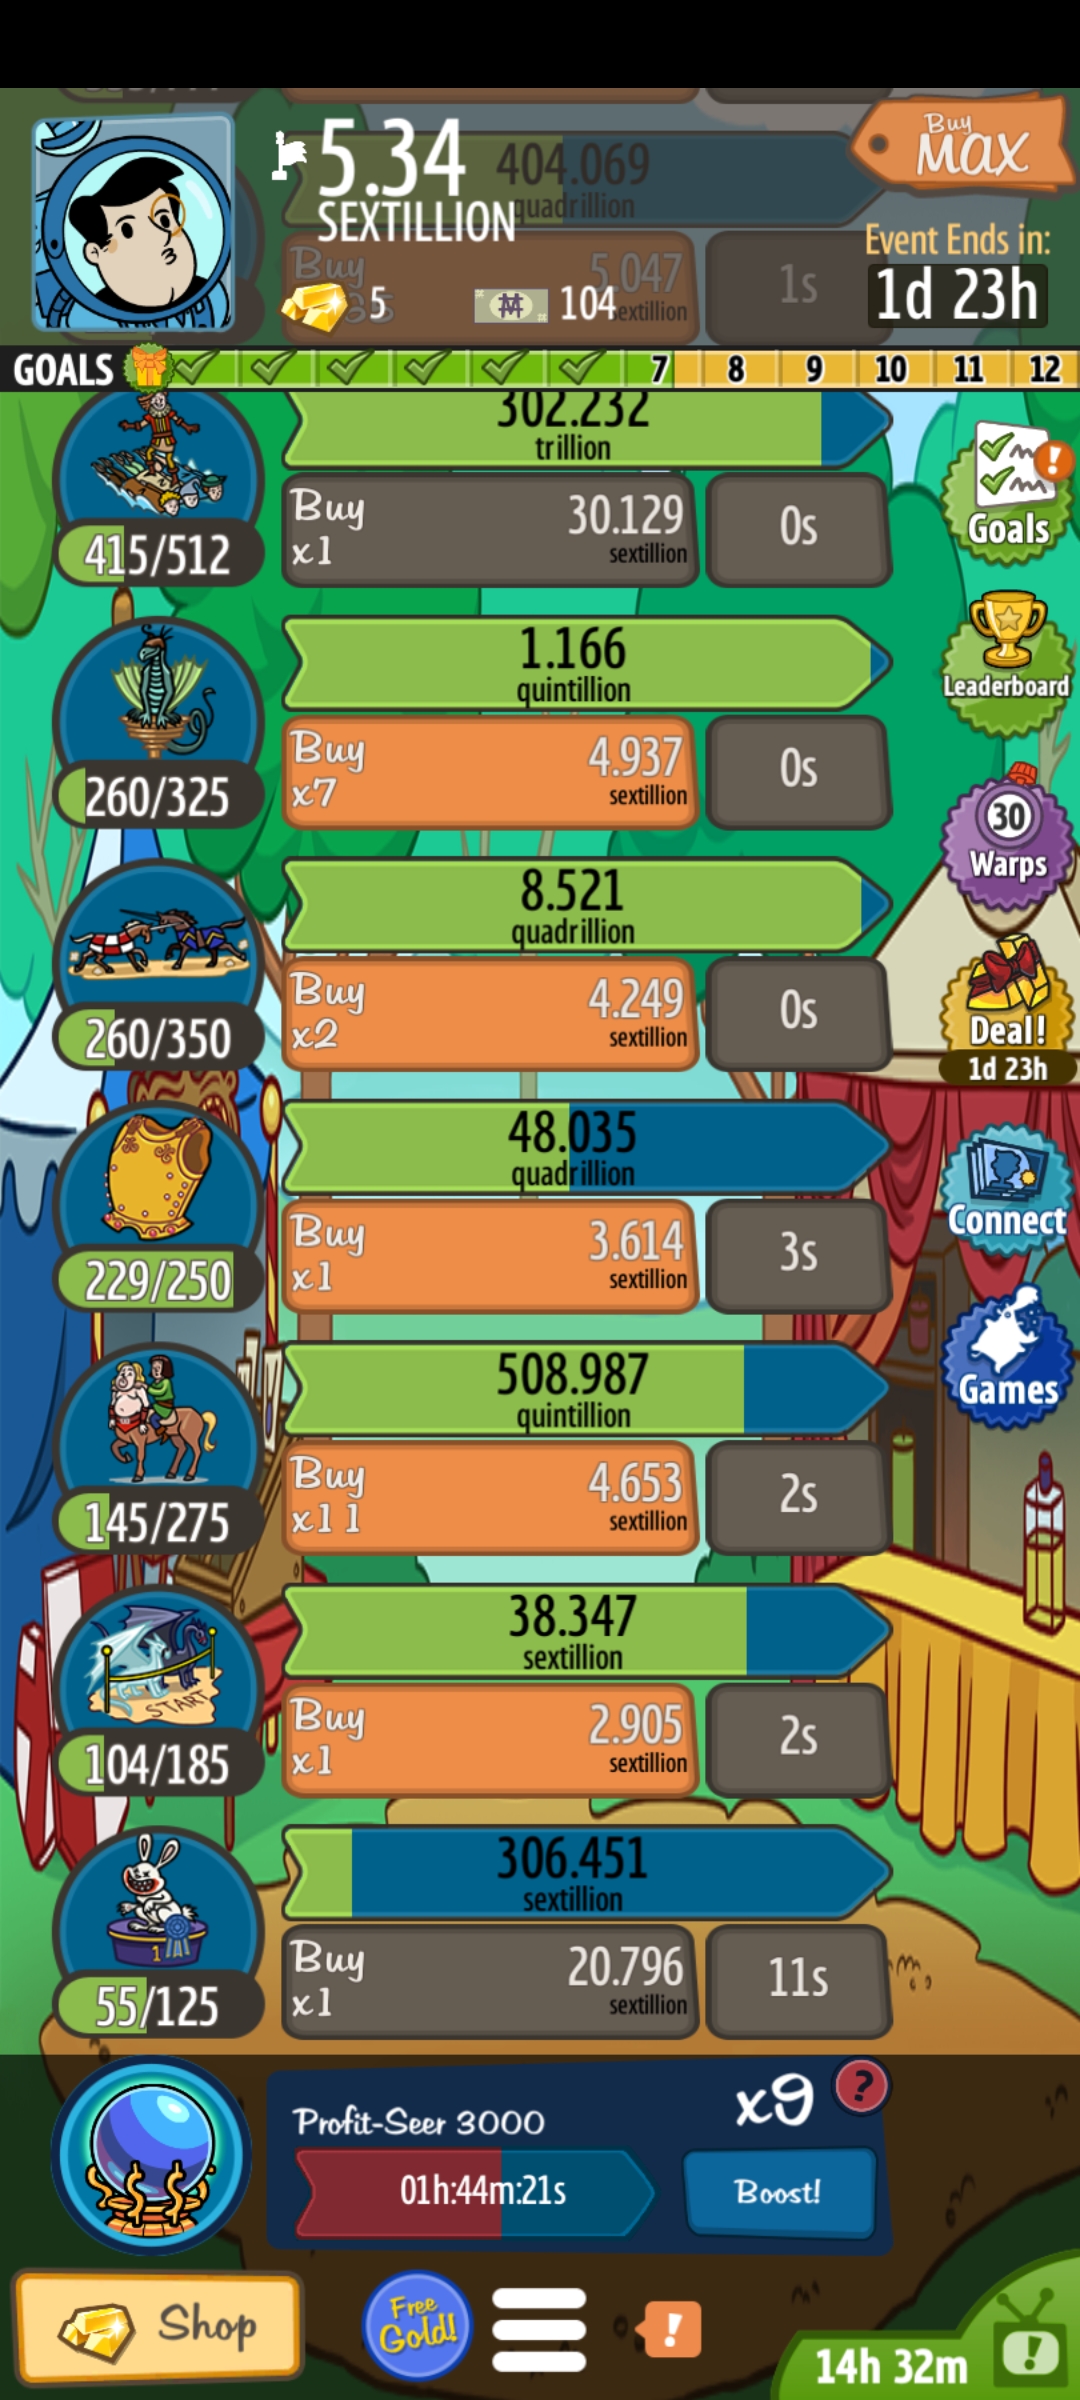 5.34
SEXTILLION
404.069
quadrillion
Buy
MAX
Event Ends in:
1d 23h
Buy
5.047
sextillion
1s
5
104
GOALS
7 8 9 10 11 12
302.232
trillion
415/512
Buy
x1
30.129
sextillion
0s
Goals
1.166
quintillion
260/325
Buy
x7
4.937
sextillion
0s
Leaderboard
30
Warps
8.521
quadrillion
260/350
Buy
x2
4.249
sextillion
0s
Deal!
1d 23h
48.035
quadrillion
229/250
Buy
x1
3.614
sextillion
3s
Connect
508.987
quintillion
145/275
Buy
x11
4.653
sextillion
2s
Games
38.347
sextillion
START
104/185
Buy
x1
2.905
sextillion
2s
306.451
sextillion
1
55/125
Buy
x1
20.796
sextillion
11s
Profit-Seer 3000
x9
?
01h:44m:21s
Boost!
Shop
Free
Gold!
!
14h 32m
!